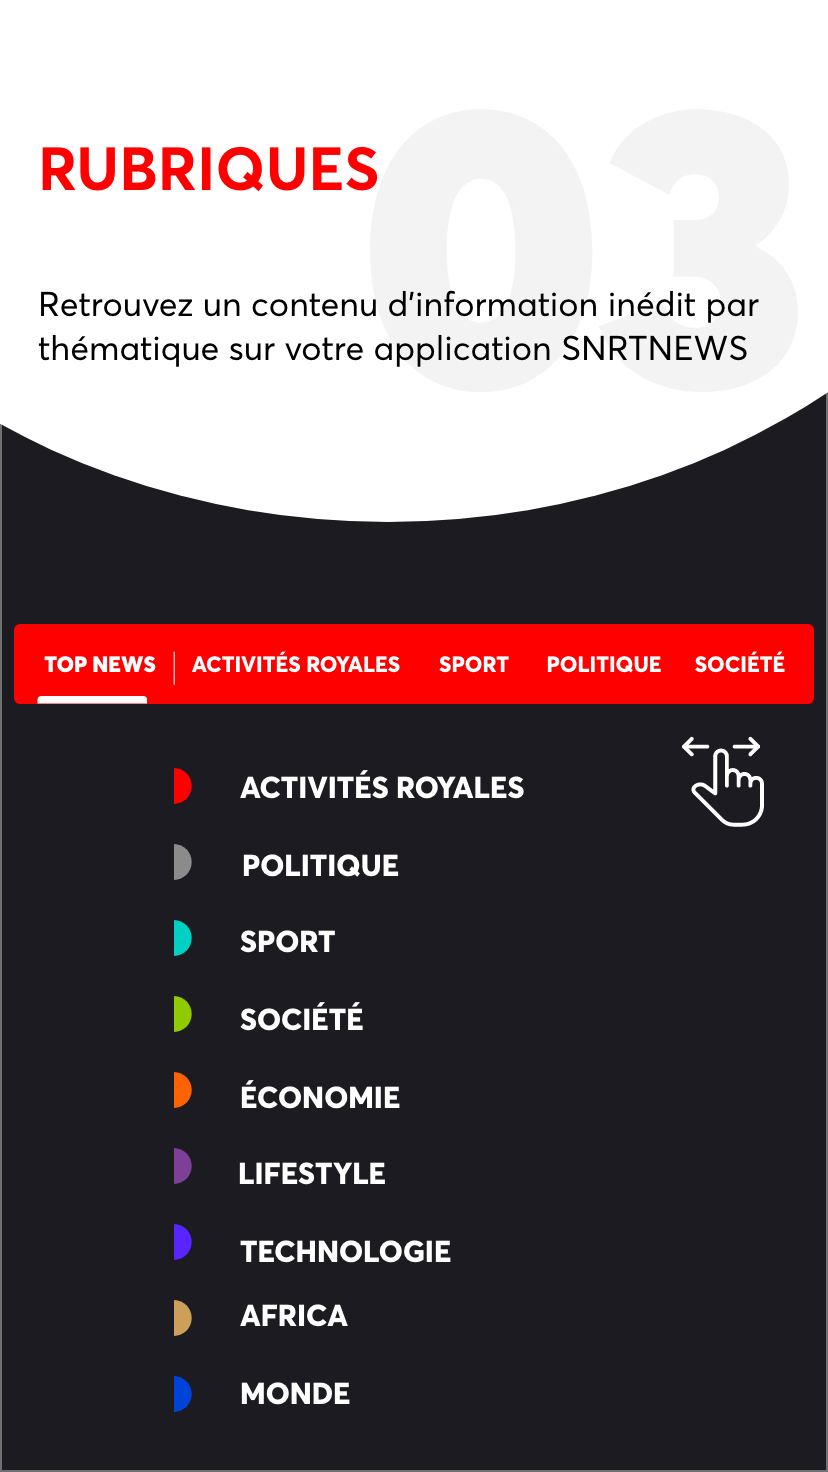 03
RUBRIQUES
Retrouvez un contenu d'information inédit par
thématique sur votre application SNRTNEWS
TOP NEWS | ACTIVITÉS ROYALES SPORT POLITIQUE SOCIÉTÉ
ACTIVITÉS ROYALES
POLITIQUE
SPORT
SOCIÉTÉ
ÉCONOMIE
LIFESTYLE
TECHNOLOGIE
AFRICA
MONDE